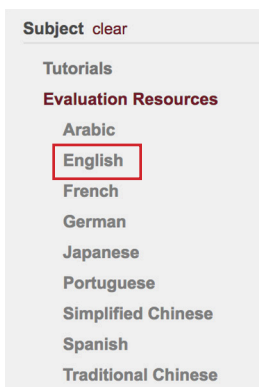 Subject clear
Tutorials
Evaluation Resources
Arabic
English
French
German
Japanese
Portuguese
Simplified Chinese
Spanish
Traditional Chinese